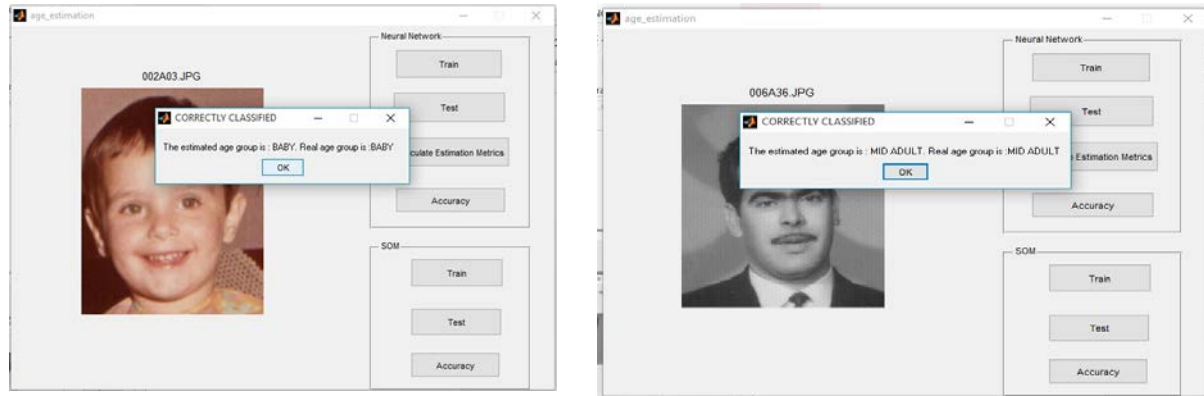 age_estimation
Neural Network
Train
002A03.JPG
Test
CORRECTLY CLASSIFIED
The estimated age group is : BABY. Real age group is :BABY
OK
culate Estimation Metrics
Accuracy
SOM
Train
Test
Accuracy
age_estimation
Neural Network
Train
006A36.JPG
Test
CORRECTLY CLASSIFIED
The estimated age group is : MID ADULT. Real age group is :MID ADULT
OK
Estimation Metrics
Accuracy
SOM
Train
Test
Accuracy